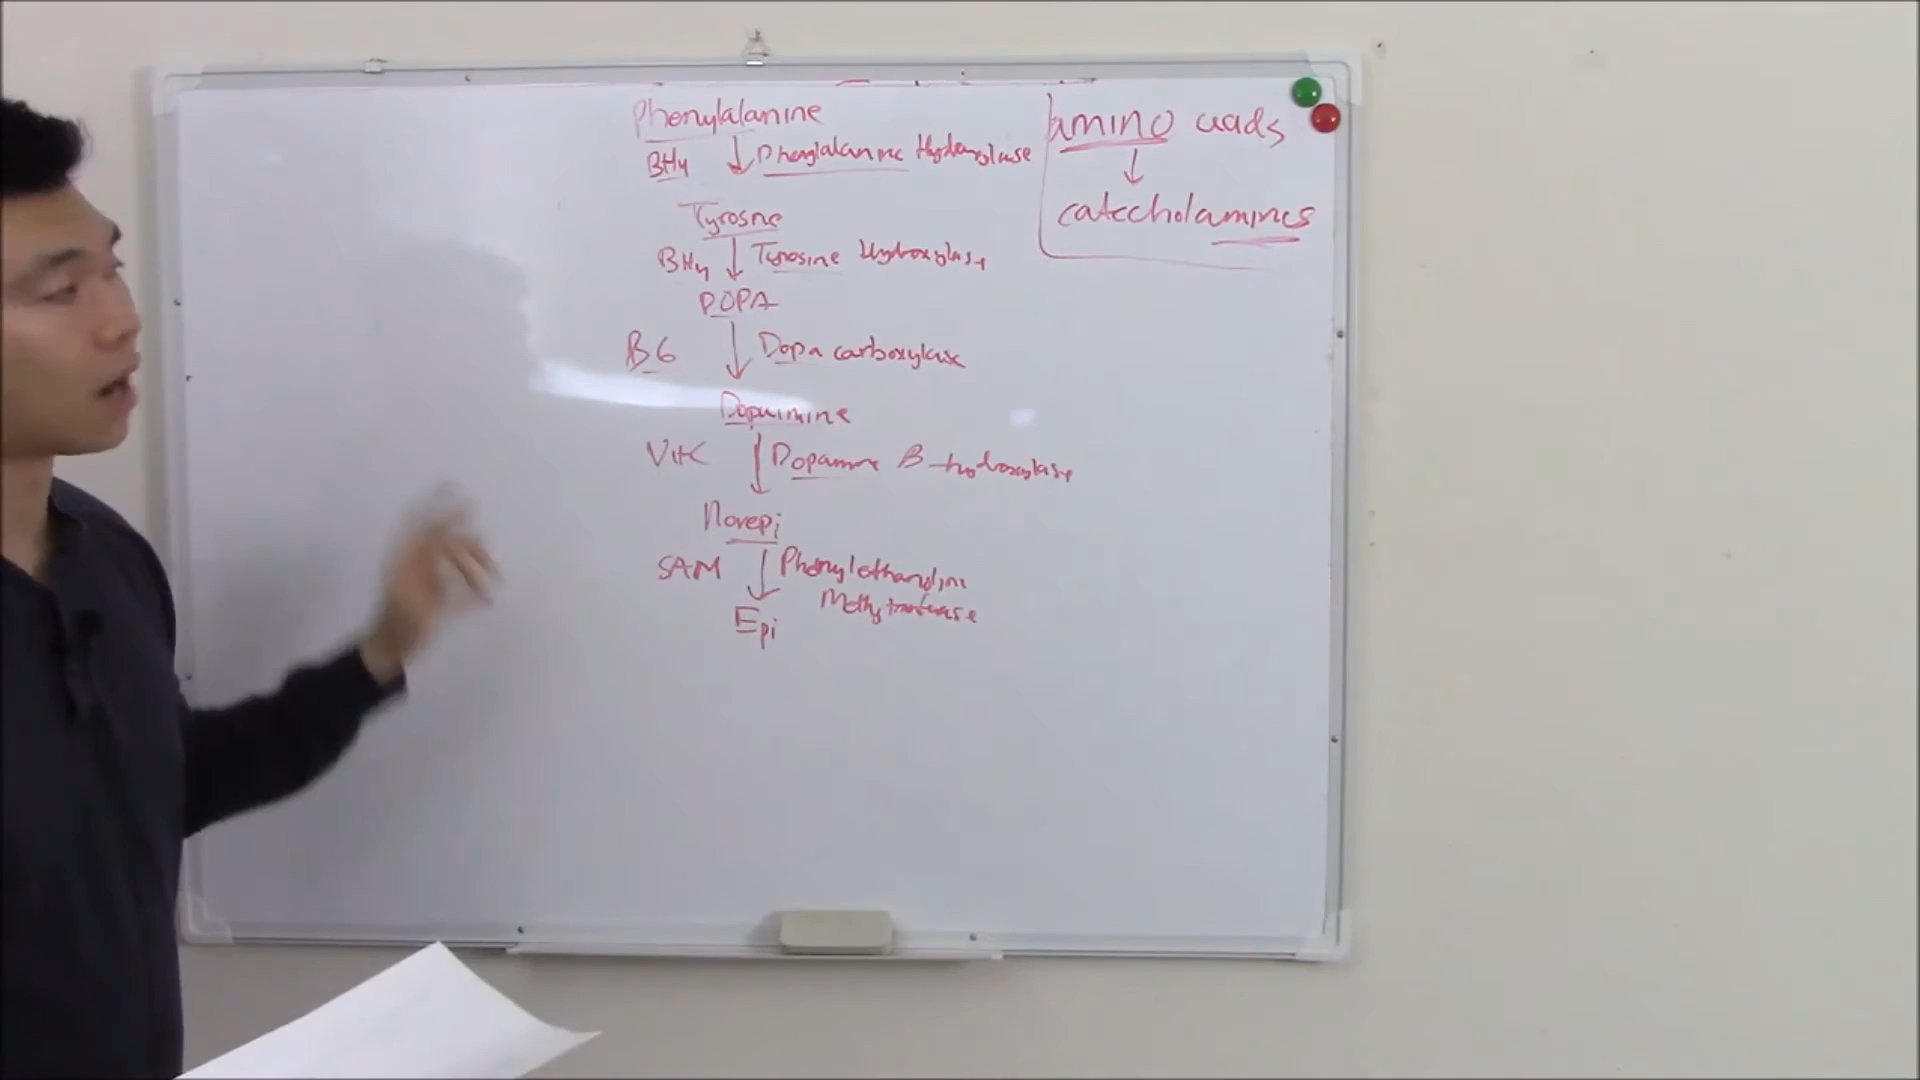 Phenylalanine
BH4 ↓ Phenylalanine Hydroxylase
Tyrosine
BH4 ↓ Tyrosine Hydroxylase
DOPA
B6 ↓ Dopa carboxylase
Dopamine
VitC ↓ Dopamine B-hydroxylase
Norepi
SAM ↓ Phenylethanolamine
Methyltransferase
Epi
amino acids
↓
catecholamines